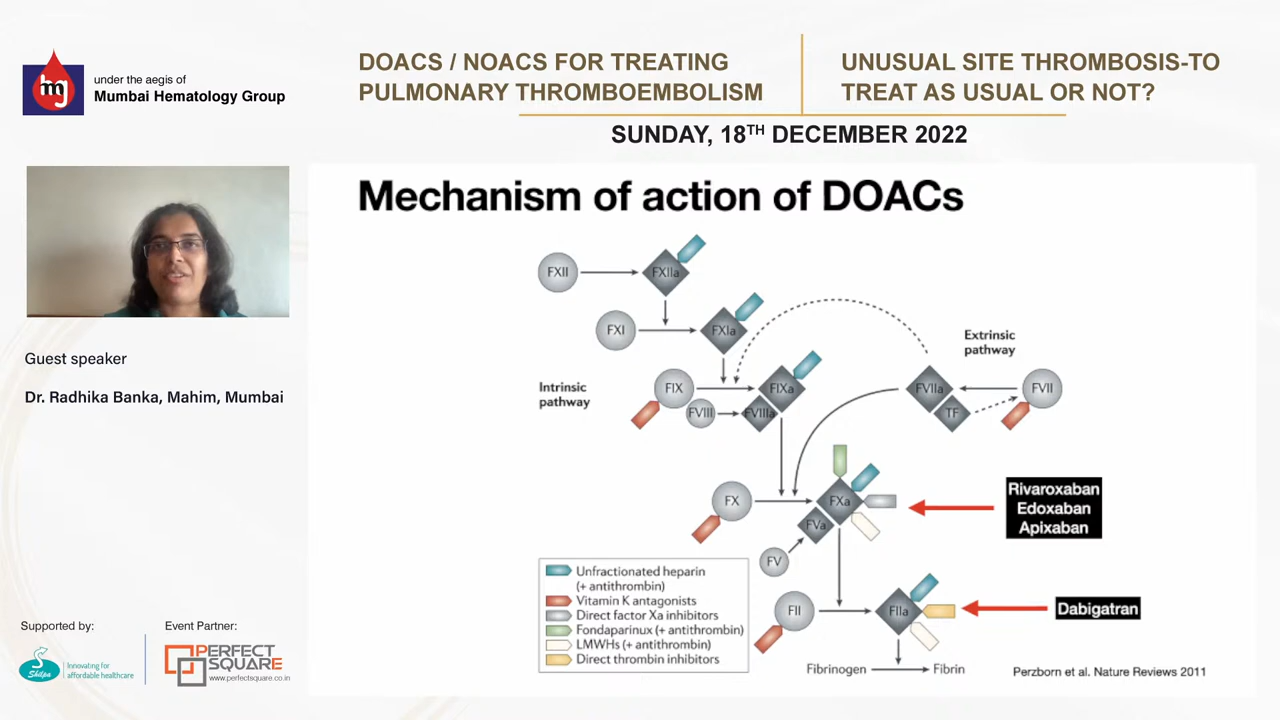 mg
under the aegis of
Mumbai Hematology Group
DOACS / NOACS FOR TREATING
PULMONARY THROMBOEMBOLISM
UNUSUAL SITE THROMBOSIS-TO
TREAT AS USUAL OR NOT?
SUNDAY, 18TH DECEMBER 2022
Guest speaker
Dr. Radhika Banka, Mahim, Mumbai
Supported by:
Shilpa
Innovating for
affordable healthcare
Event Partner:
PERFECT
SQUARE
www.perfectsquare.co.in
Mechanism of action of DOACs
FXII
FXIIa
FXI
FXIa
Extrinsic
pathway
Intrinsic
pathway
FIX
FIXa
FVIII
FVIIIa
FVIIa
FVII
TF
FX
FXa
FVa
FV
Rivaroxaban
Edoxaban
Apixaban
FII
FIIa
Dabigatran
Fibrinogen
Fibrin
Unfractionated heparin
(+ antithrombin)
Vitamin K antagonists
Direct factor Xa inhibitors
Fondaparinux (+ antithrombin)
LMWHs (+ antithrombin)
Direct thrombin inhibitors
Perzborn et al. Nature Reviews 2011